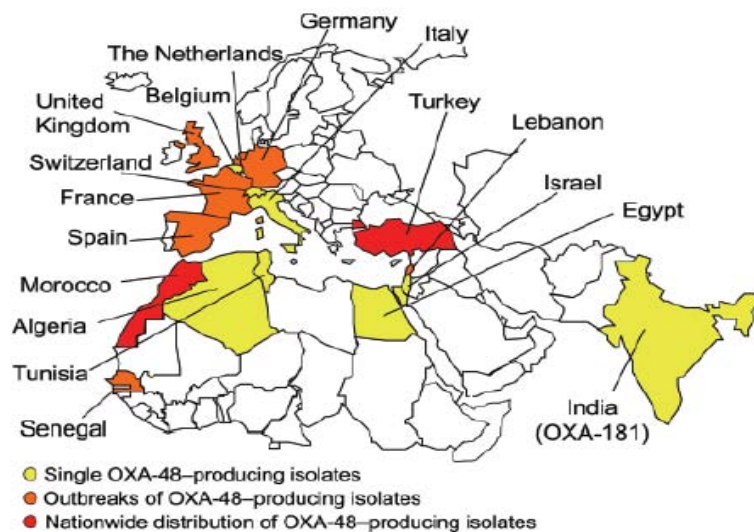 Germany
The Netherlands
Italy
Belgium
Turkey
United
Kingdom
Lebanon
Switzerland
Israel
France
Egypt
Spain
Morocco
Algeria
Tunisia
India
(OXA-181)
Senegal
Single OXA-48–producing isolates
Outbreaks of OXA-48–producing isolates
Nationwide distribution of OXA-48–producing isolates